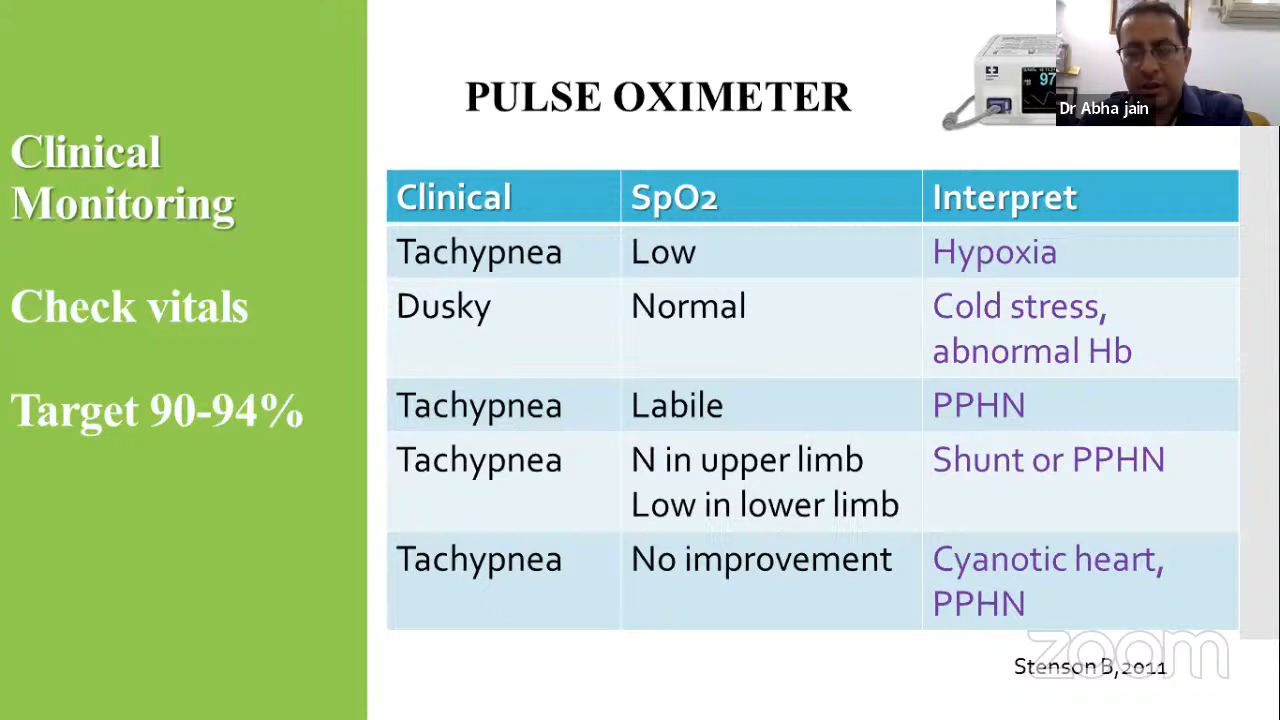 PULSE OXIMETER
97
Dr Abha jain
Clinical
Monitoring
Check vitals
Target 90-94%
Clinical SpO2 Interpret
Tachypnea Low Hypoxia
Dusky Normal Cold stress,
abnormal Hb
Tachypnea Labile PPHN
Tachypnea N in upper limb Shunt or PPHN
Low in lower limb
Tachypnea No improvement Cyanotic heart,
PPHN
zoom
Stenson B,2011